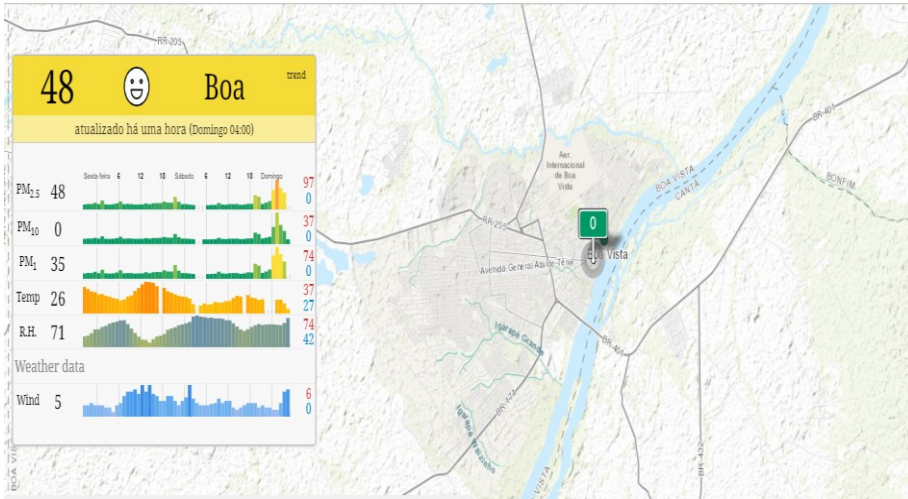 48 Boa trend
atualizado há uma hora (Domingo 04:00)
Sexta-feira 6 12 18 Sábado 6 12 18 Domingo
PM2.5 48 97 0
PM10 0 37 0
PM1 35 74 0
Temp 26 37 27
R.H. 71 74 42
Weather data
Wind 5 6 0
RR-205
Aer.
Internacional
de Boa
Vista
BOA VISTA
CANTÁ
BR-401
BONFIM
RR-205
0
Boa Vista
Avenida General Ataíde Teive
Igarapé Grande
BR-401
BR-174
BR-432
VISTA
BOA VISTA